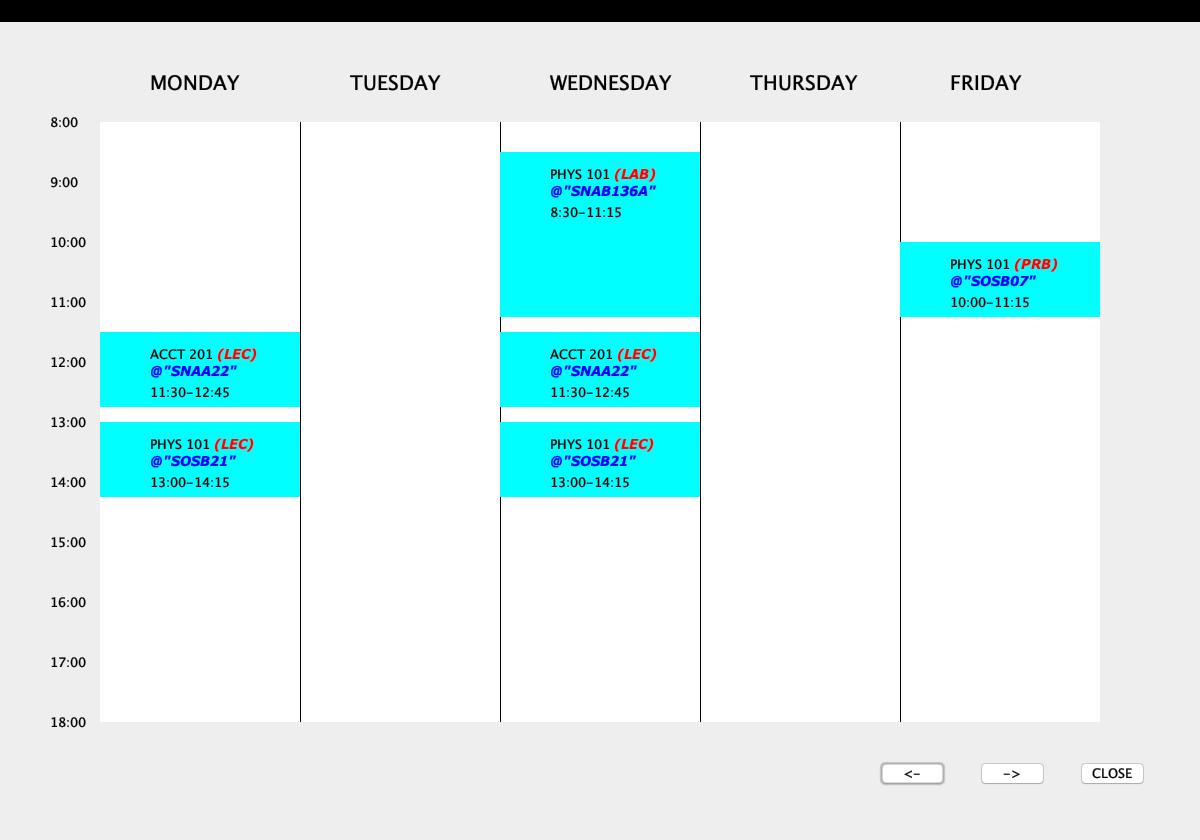 MONDAY TUESDAY WEDNESDAY THURSDAY FRIDAY
8:00
PHYS 101 (LAB)
@"SNAB136A"
8:30-11:15
9:00
10:00
PHYS 101 (PRB)
@"SOSB07"
10:00-11:15
11:00
ACCT 201 (LEC)
@"SNAA22"
11:30-12:45
ACCT 201 (LEC)
@"SNAA22"
11:30-12:45
12:00
13:00
PHYS 101 (LEC)
@"SOSB21"
13:00-14:15
PHYS 101 (LEC)
@"SOSB21"
13:00-14:15
14:00
15:00
16:00
17:00
18:00
<- -> CLOSE